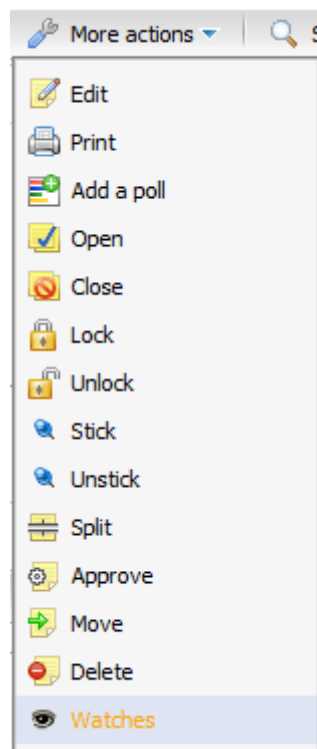 More actions
Edit
Print
Add a poll
Open
Close
Lock
Unlock
Stick
Unstick
Split
Approve
Move
Delete
Watches